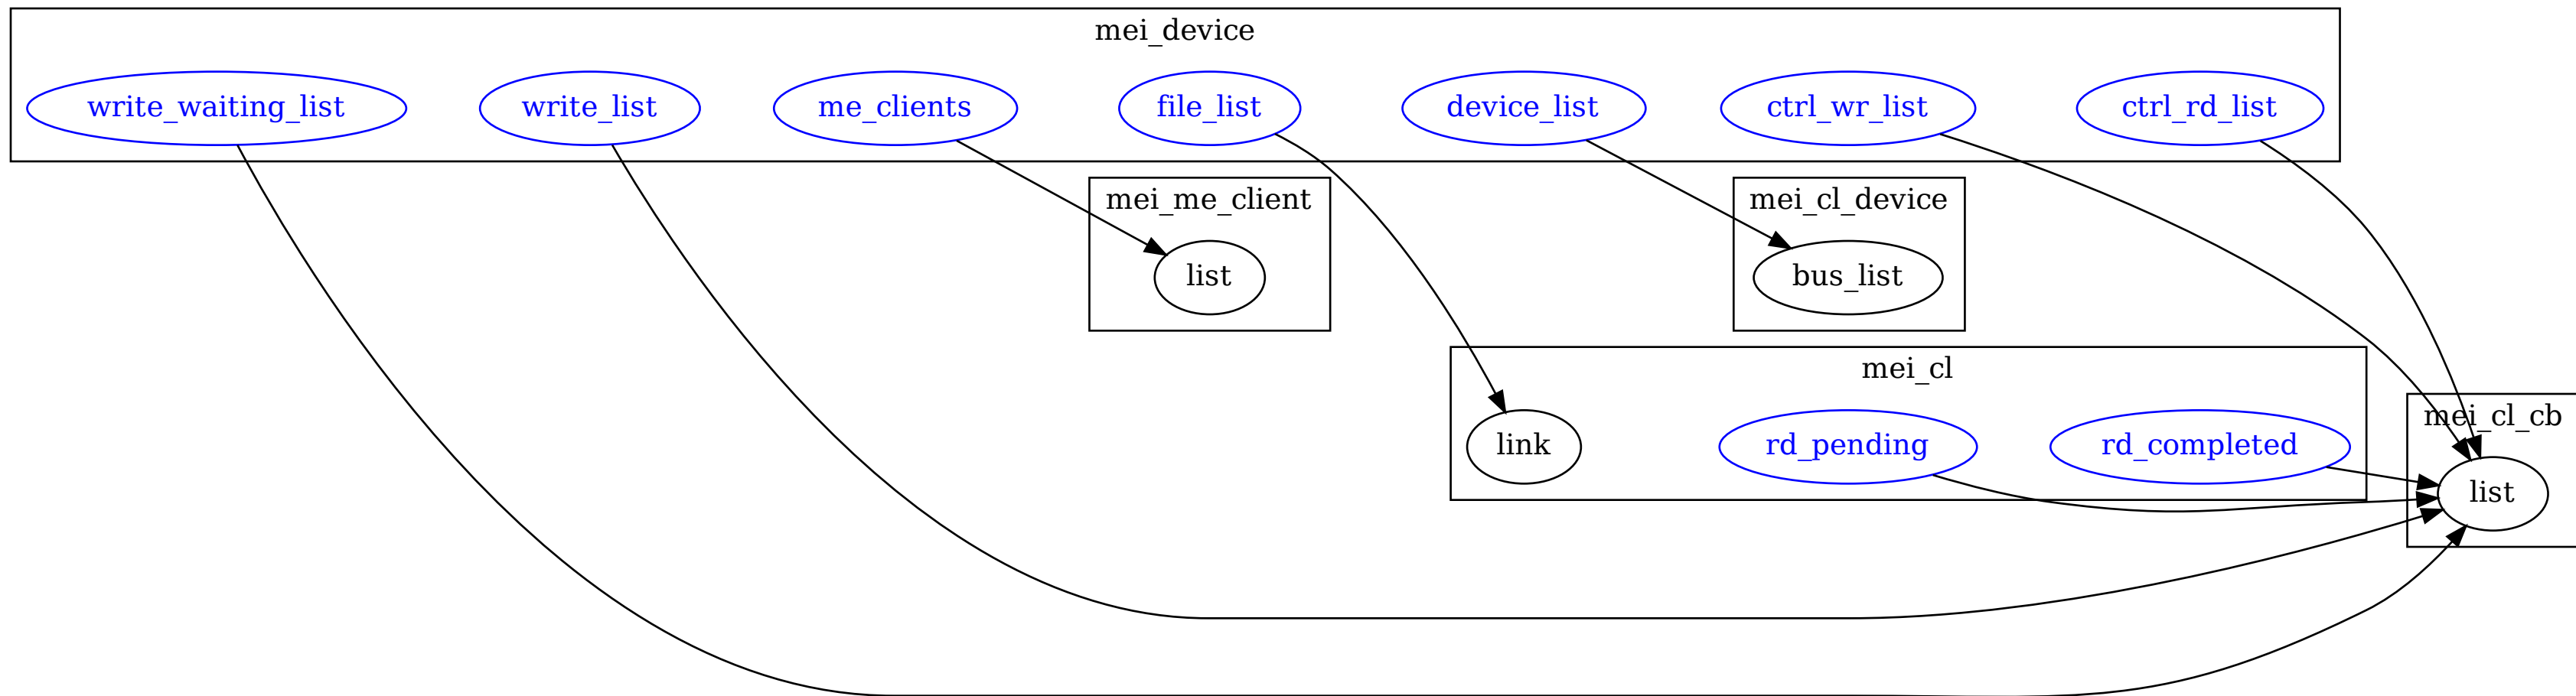 mei_device
write_waiting_list
write_list
me_clients
file_list
device_list
ctrl_wr_list
ctrl_rd_list
mei_me_client
list
mei_cl_device
bus_list
mei_cl
link
rd_pending
rd_completed
mei_cl_cb
list